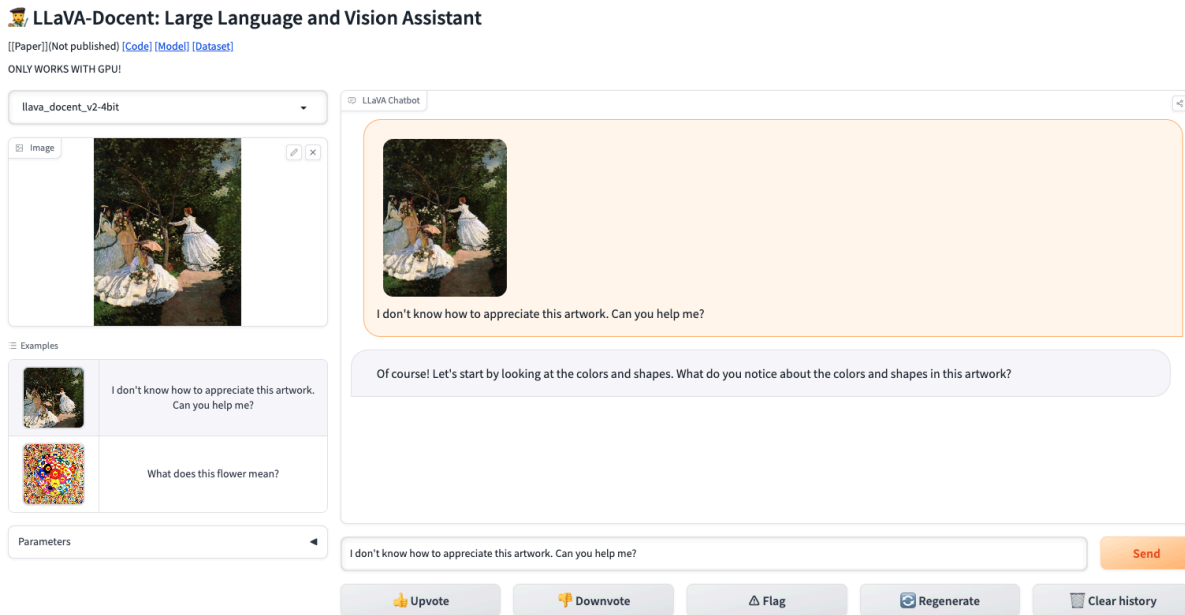 LLaVA-Docent: Large Language and Vision Assistant
[[Paper]](Not published) [Code] [Model] [Dataset]
ONLY WORKS WITH GPU!
llava_docent_v2-4bit
Image
Examples
I don't know how to appreciate this artwork.
Can you help me?
What does this flower mean?
Parameters
LLaVA Chatbot
I don't know how to appreciate this artwork. Can you help me?
Of course! Let's start by looking at the colors and shapes. What do you notice about the colors and shapes in this artwork?
I don't know how to appreciate this artwork. Can you help me?
Send
Upvote
Downvote
Flag
Regenerate
Clear history